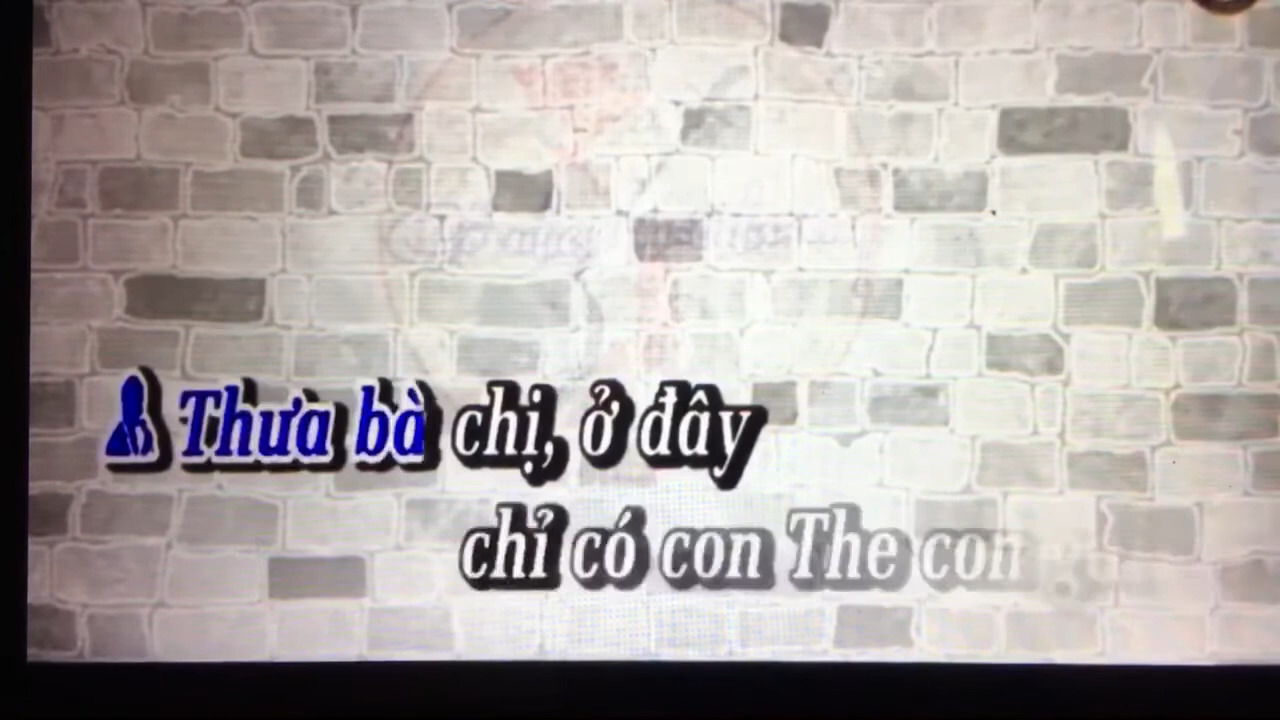 Thưa bà chị, ở đây
chỉ có con The con